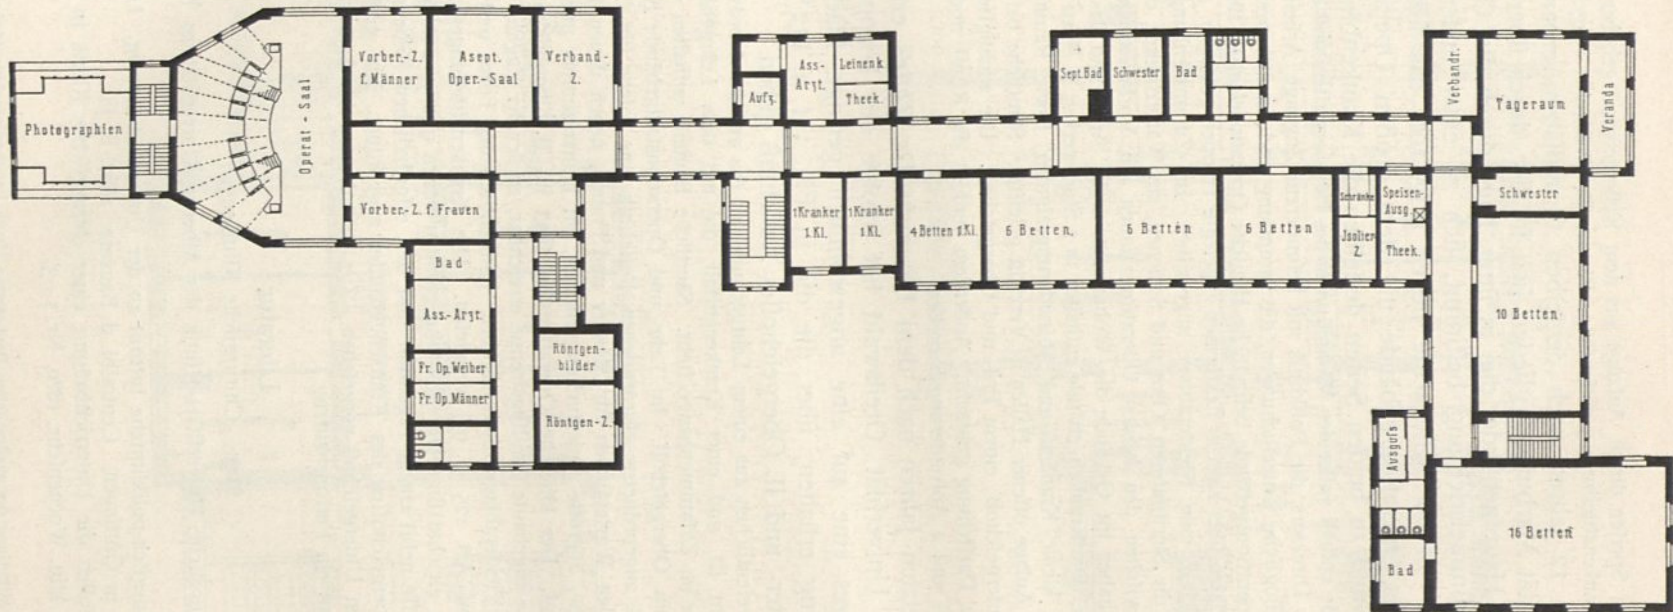 Photographien
Operat-Saal
Vorber.-Z.
f. Männer
Asept.
Oper.-Saal
Verband-
Z.
Vorber.-Z. f. Frauen
Bad
Ass.-Arzt.
Fr. Op. Weiber
Fr. Op. Männer
Röntgen-
bilder
Röntgen-Z.
Aufz.
Ass-
Arzt.
Leinenk.
Theek.
1 Kranker
1. Kl.
1 Kranker
1. Kl.
4 Betten II Kl.
6 Betten.
6 Betten
6 Betten
Sept. Bad
Schwester
Bad
Schränke
Isolier-
Z.
Speisen-
Ausg.
Theek.
Verbandr.
Tageraum
Veranda
Schwester
10 Betten
Ausguſs
Bad
16 Betten